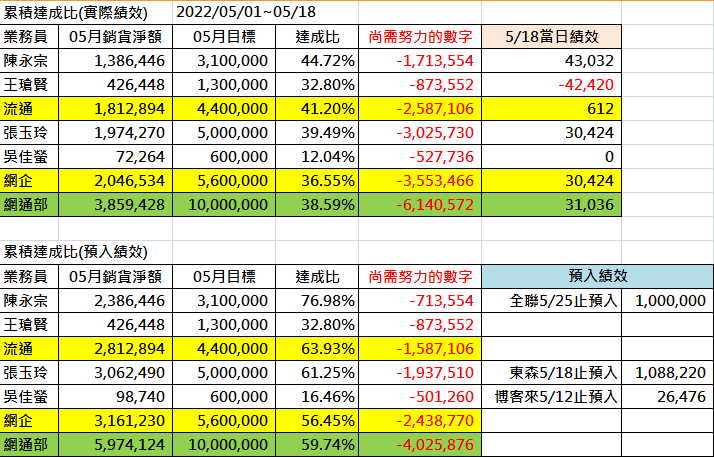 累積達成比(實際績效) 2022/05/01~05/18
業務員 05月銷貨淨額 05月目標 達成比 尚需努力的數字 5/18當日績效
陳永宗 1,386,446 3,100,000 44.72% -1,713,554 43,032
王瑲賢 426,448 1,300,000 32.80% -873,552 -42,420
流通 1,812,894 4,400,000 41.20% -2,587,106 612
張玉玲 1,974,270 5,000,000 39.49% -3,025,730 30,424
吳佳螢 72,264 600,000 12.04% -527,736 0
網企 2,046,534 5,600,000 36.55% -3,553,466 30,424
網通部 3,859,428 10,000,000 38.59% -6,140,572 31,036
累積達成比(預入績效)
業務員 05月銷貨淨額 05月目標 達成比 尚需努力的數字 預入績效
陳永宗 2,386,446 3,100,000 76.98% -713,554 全聯5/25止預入 1,000,000
王瑲賢 426,448 1,300,000 32.80% -873,552
流通 2,812,894 4,400,000 63.93% -1,587,106
張玉玲 3,062,490 5,000,000 61.25% -1,937,510 東森5/18止預入 1,088,220
吳佳螢 98,740 600,000 16.46% -501,260 博客來5/12止預入 26,476
網企 3,161,230 5,600,000 56.45% -2,438,770
網通部 5,974,124 10,000,000 59.74% -4,025,876